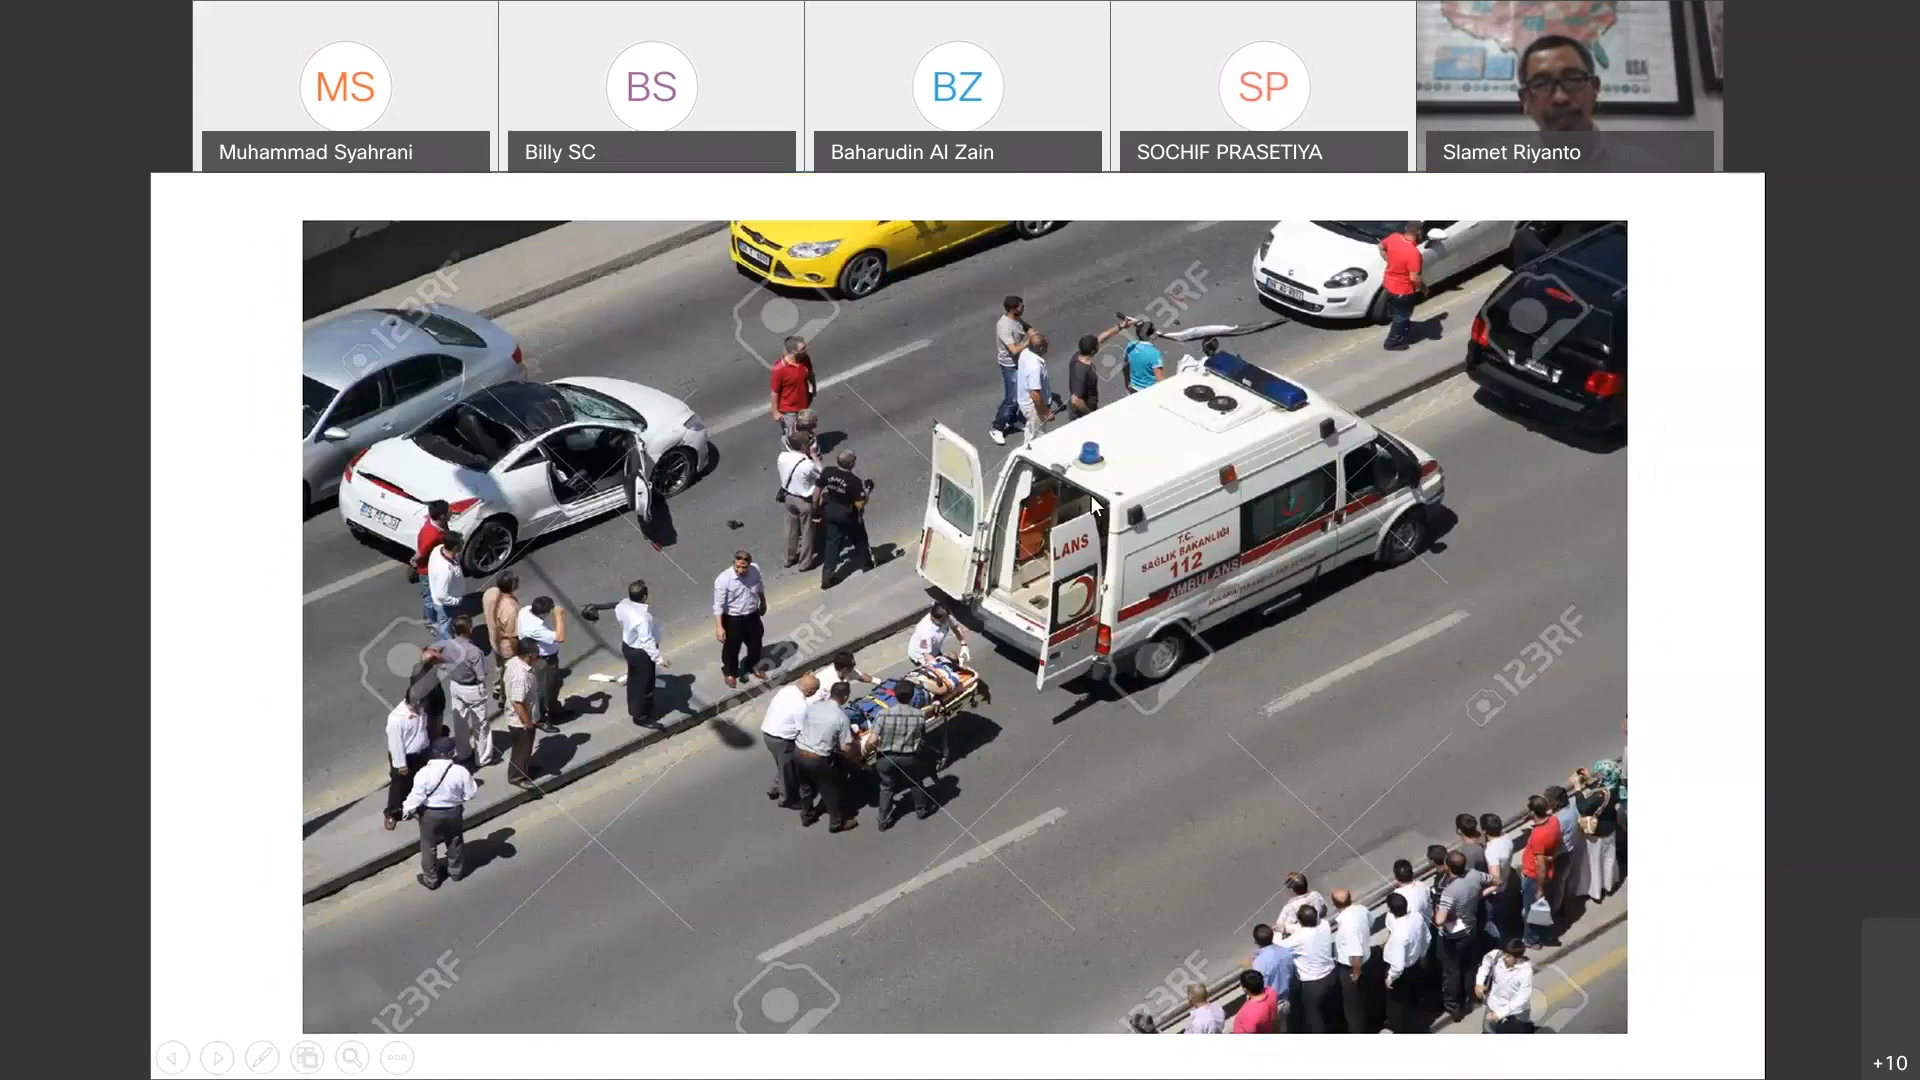 MS
BS
BZ
SP
USA
Muhammad Syahrani
Billy SC
Baharudin Al Zain
SOCHIF PRASETIYA
Slamet Riyanto
123RF
123RF
LANS
T.C.
SAĞLIK BAKANLIĞI
112
AMBULANS
123RF
123RF
123RF
123RF
+10